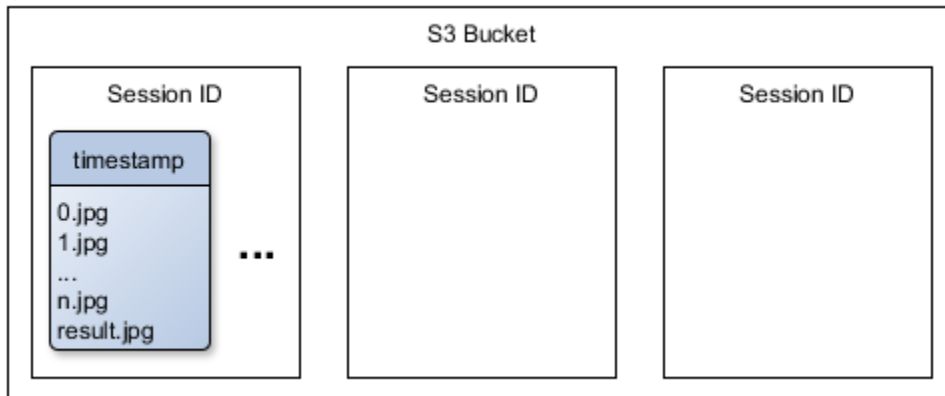 S3 Bucket
Session ID
Session ID
Session ID
timestamp
0.jpg
1.jpg
...
n.jpg
result.jpg
...